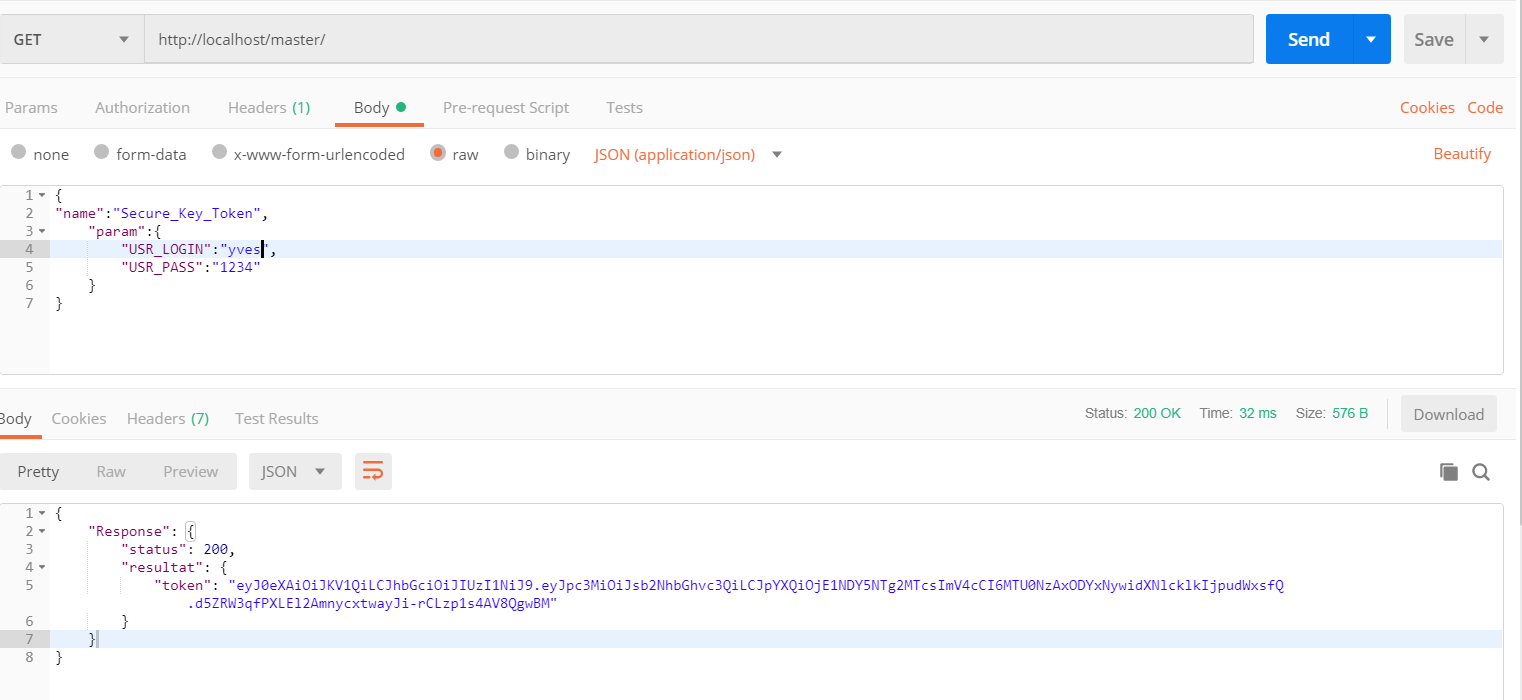 GET http://localhost/master/ Send Save
Params Authorization Headers (1) Body Pre-request Script Tests Cookies Code
none form-data x-www-form-urlencoded raw binary JSON (application/json) Beautify
1 {
2 "name":"Secure_Key_Token",
3 "param":{
4 "USR_LOGIN":"yves",
5 "USR_PASS":"1234"
6 }
7 }
Body Cookies Headers (7) Test Results Status: 200 OK Time: 32 ms Size: 576 B Download
Pretty Raw Preview JSON
1 {
2 "Response": {
3 "status": 200,
4 "resultat": {
5 "token": "eyJ0eXAiOiJKV1QiLCJhbGciOiJIUzI1NiJ9.eyJpc3MiOiJsb2NhbGhvc3QiLCJpYXQiOjE1NDY5NTg2MTcsImV4cCI6MTU0NzAxODYxNywidXNlcklkIjpudWxsfQ
.d5ZRW3qfPXLEl2AmnycxtwayJi-rCLzp1s4AV8QgwBM"
6 }
7 }
8 }